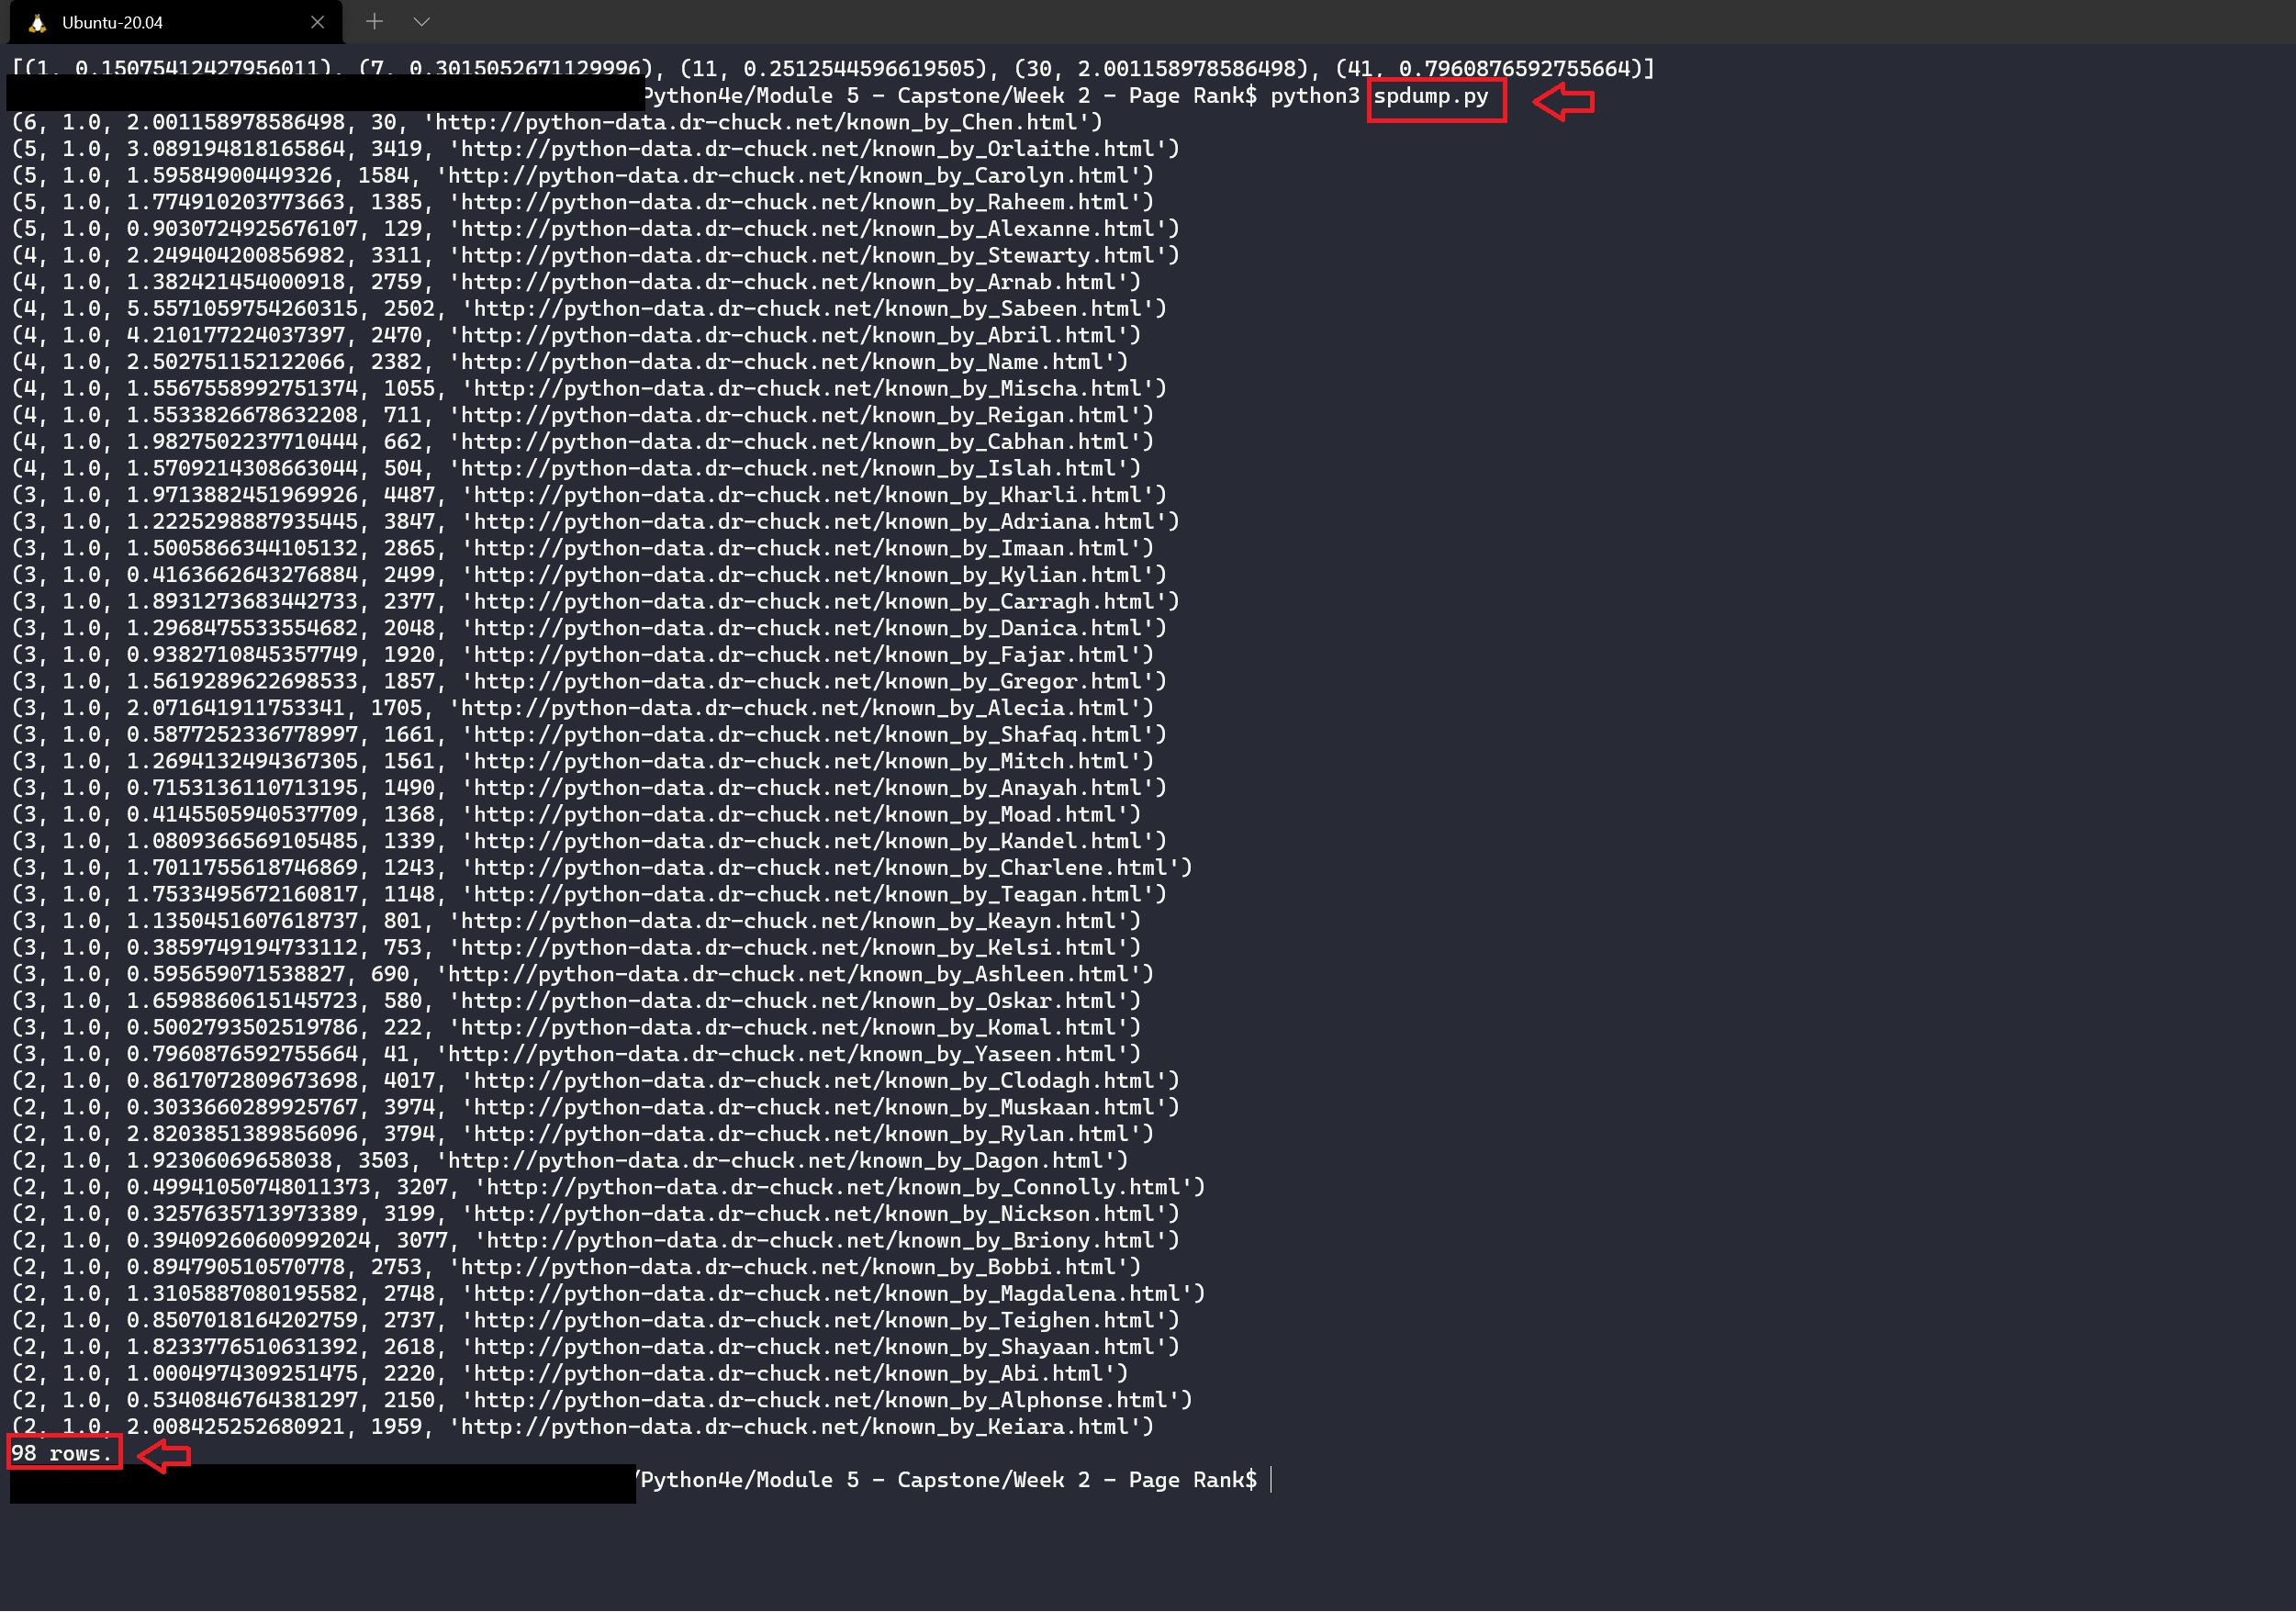 Ubuntu-20.04
[(1, 0.15075412427956011), (7, 0.3015052671129996), (11, 0.2512544596619505), (30, 2.001158978586498), (41, 0.7960876592755664)]
Python4e/Module 5 - Capstone/Week 2 - Page Rank$ python3 spdump.py
(6, 1.0, 2.001158978586498, 30, 'http://python-data.dr-chuck.net/known_by_Chen.html')
(5, 1.0, 3.089194818165864, 3419, 'http://python-data.dr-chuck.net/known_by_Orlaithe.html')
(5, 1.0, 1.59584900449326, 1584, 'http://python-data.dr-chuck.net/known_by_Carolyn.html')
(5, 1.0, 1.774910203773663, 1385, 'http://python-data.dr-chuck.net/known_by_Raheem.html')
(5, 1.0, 0.9030724925676107, 129, 'http://python-data.dr-chuck.net/known_by_Alexanne.html')
(4, 1.0, 2.249404200856982, 3311, 'http://python-data.dr-chuck.net/known_by_Stewarty.html')
(4, 1.0, 1.382421454000918, 2759, 'http://python-data.dr-chuck.net/known_by_Arnab.html')
(4, 1.0, 5.5571059754260315, 2502, 'http://python-data.dr-chuck.net/known_by_Sabeen.html')
(4, 1.0, 4.210177224037397, 2470, 'http://python-data.dr-chuck.net/known_by_Abril.html')
(4, 1.0, 2.502751152122066, 2382, 'http://python-data.dr-chuck.net/known_by_Name.html')
(4, 1.0, 1.5567558992751374, 1055, 'http://python-data.dr-chuck.net/known_by_Mischa.html')
(4, 1.0, 1.5533826678632208, 711, 'http://python-data.dr-chuck.net/known_by_Reigan.html')
(4, 1.0, 1.9827502237710444, 662, 'http://python-data.dr-chuck.net/known_by_Cabhan.html')
(4, 1.0, 1.5709214308663044, 504, 'http://python-data.dr-chuck.net/known_by_Islah.html')
(3, 1.0, 1.9713882451969926, 4487, 'http://python-data.dr-chuck.net/known_by_Kharli.html')
(3, 1.0, 1.2225298887935445, 3847, 'http://python-data.dr-chuck.net/known_by_Adriana.html')
(3, 1.0, 1.5005866344105132, 2865, 'http://python-data.dr-chuck.net/known_by_Imaan.html')
(3, 1.0, 0.4163662643276884, 2499, 'http://python-data.dr-chuck.net/known_by_Kylian.html')
(3, 1.0, 1.8931273683442733, 2377, 'http://python-data.dr-chuck.net/known_by_Carragh.html')
(3, 1.0, 1.2968475533554682, 2048, 'http://python-data.dr-chuck.net/known_by_Danica.html')
(3, 1.0, 0.9382710845357749, 1920, 'http://python-data.dr-chuck.net/known_by_Fajar.html')
(3, 1.0, 1.5619289622698533, 1857, 'http://python-data.dr-chuck.net/known_by_Gregor.html')
(3, 1.0, 2.071641911753341, 1705, 'http://python-data.dr-chuck.net/known_by_Alecia.html')
(3, 1.0, 0.5877252336778997, 1661, 'http://python-data.dr-chuck.net/known_by_Shafaq.html')
(3, 1.0, 1.2694132494367305, 1561, 'http://python-data.dr-chuck.net/known_by_Mitch.html')
(3, 1.0, 0.7153136110713195, 1490, 'http://python-data.dr-chuck.net/known_by_Anayah.html')
(3, 1.0, 0.4145505940537709, 1368, 'http://python-data.dr-chuck.net/known_by_Moad.html')
(3, 1.0, 1.0809366569105485, 1339, 'http://python-data.dr-chuck.net/known_by_Kandel.html')
(3, 1.0, 1.7011755618746869, 1243, 'http://python-data.dr-chuck.net/known_by_Charlene.html')
(3, 1.0, 1.7533495672160817, 1148, 'http://python-data.dr-chuck.net/known_by_Teagan.html')
(3, 1.0, 1.1350451607618737, 801, 'http://python-data.dr-chuck.net/known_by_Keayn.html')
(3, 1.0, 0.3859749194733112, 753, 'http://python-data.dr-chuck.net/known_by_Kelsi.html')
(3, 1.0, 0.595659071538827, 690, 'http://python-data.dr-chuck.net/known_by_Ashleen.html')
(3, 1.0, 1.6598860615145723, 580, 'http://python-data.dr-chuck.net/known_by_Oskar.html')
(3, 1.0, 0.5002793502519786, 222, 'http://python-data.dr-chuck.net/known_by_Komal.html')
(3, 1.0, 0.7960876592755664, 41, 'http://python-data.dr-chuck.net/known_by_Yaseen.html')
(2, 1.0, 0.8617072809673698, 4017, 'http://python-data.dr-chuck.net/known_by_Clodagh.html')
(2, 1.0, 0.3033660289925767, 3974, 'http://python-data.dr-chuck.net/known_by_Muskaan.html')
(2, 1.0, 2.8203851389856096, 3794, 'http://python-data.dr-chuck.net/known_by_Rylan.html')
(2, 1.0, 1.92306069658038, 3503, 'http://python-data.dr-chuck.net/known_by_Dagon.html')
(2, 1.0, 0.49941050748011373, 3207, 'http://python-data.dr-chuck.net/known_by_Connolly.html')
(2, 1.0, 0.3257635713973389, 3199, 'http://python-data.dr-chuck.net/known_by_Nickson.html')
(2, 1.0, 0.39409260600992024, 3077, 'http://python-data.dr-chuck.net/known_by_Briony.html')
(2, 1.0, 0.894790510570778, 2753, 'http://python-data.dr-chuck.net/known_by_Bobbi.html')
(2, 1.0, 1.3105887080195582, 2748, 'http://python-data.dr-chuck.net/known_by_Magdalena.html')
(2, 1.0, 0.8507018164202759, 2737, 'http://python-data.dr-chuck.net/known_by_Teighen.html')
(2, 1.0, 1.8233776510631392, 2618, 'http://python-data.dr-chuck.net/known_by_Shayaan.html')
(2, 1.0, 1.0004974309251475, 2220, 'http://python-data.dr-chuck.net/known_by_Abi.html')
(2, 1.0, 0.5340846764381297, 2150, 'http://python-data.dr-chuck.net/known_by_Alphonse.html')
(2, 1.0, 2.008425252680921, 1959, 'http://python-data.dr-chuck.net/known_by_Keiara.html')
98 rows.
/Python4e/Module 5 - Capstone/Week 2 - Page Rank$